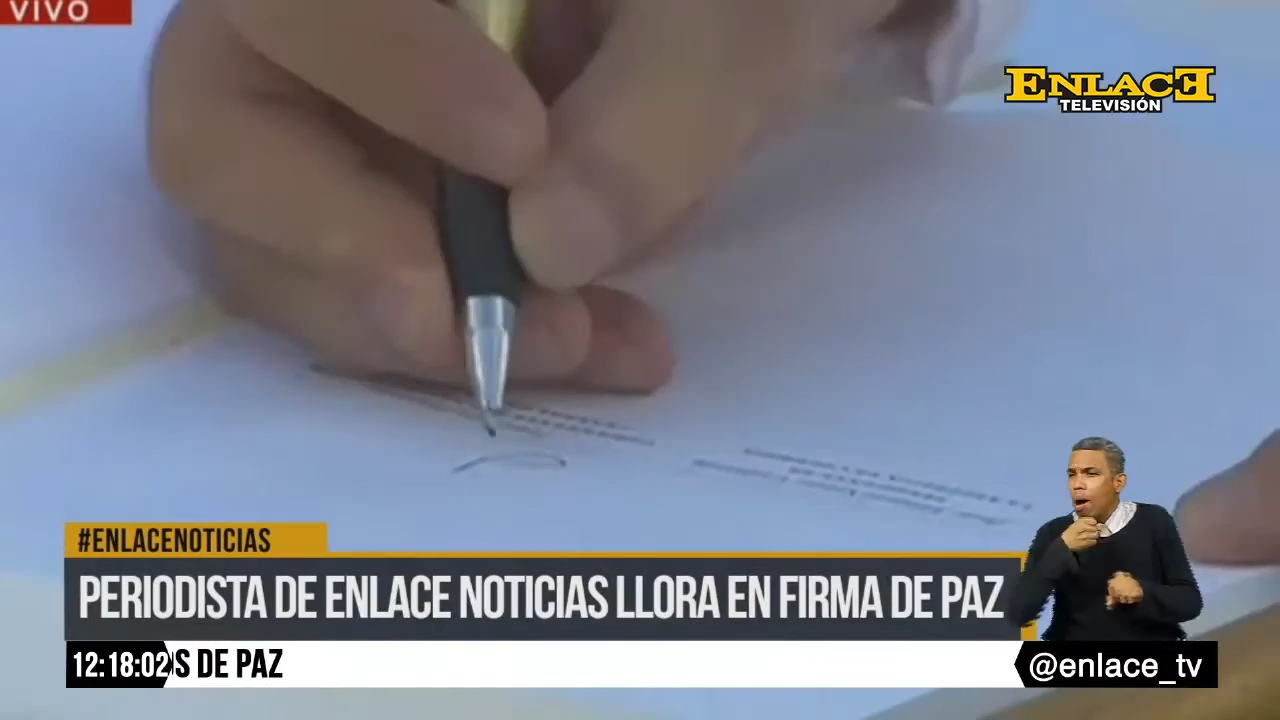 VIVO
ENLACE
TELEVISIÓN
#ENLACENOTICIAS
PERIODISTA DE ENLACE NOTICIAS LLORA EN FIRMA DE PAZ
12:18:02
S DE PAZ
@enlace_tv